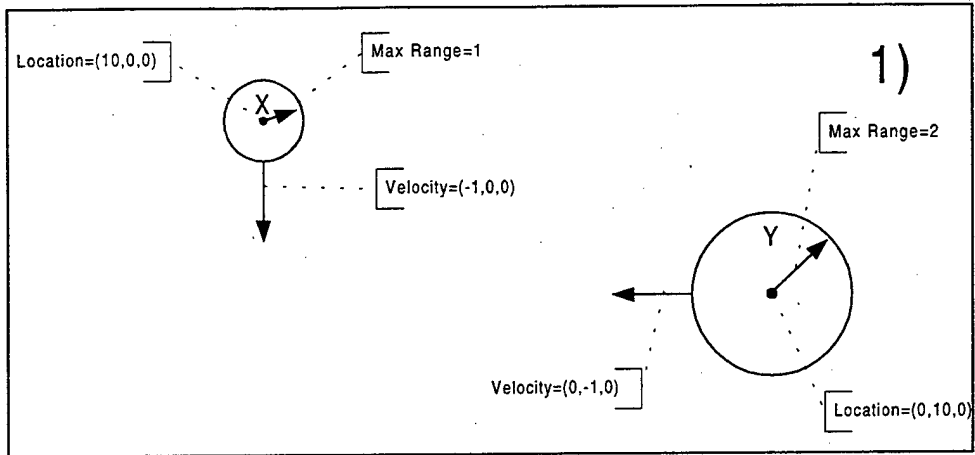 Location=(10,0,0)
Max Range=1
1)
X
Max Range=2
Velocity=(-1,0,0)
Y
Velocity=(0,-1,0)
Location=(0,10,0)